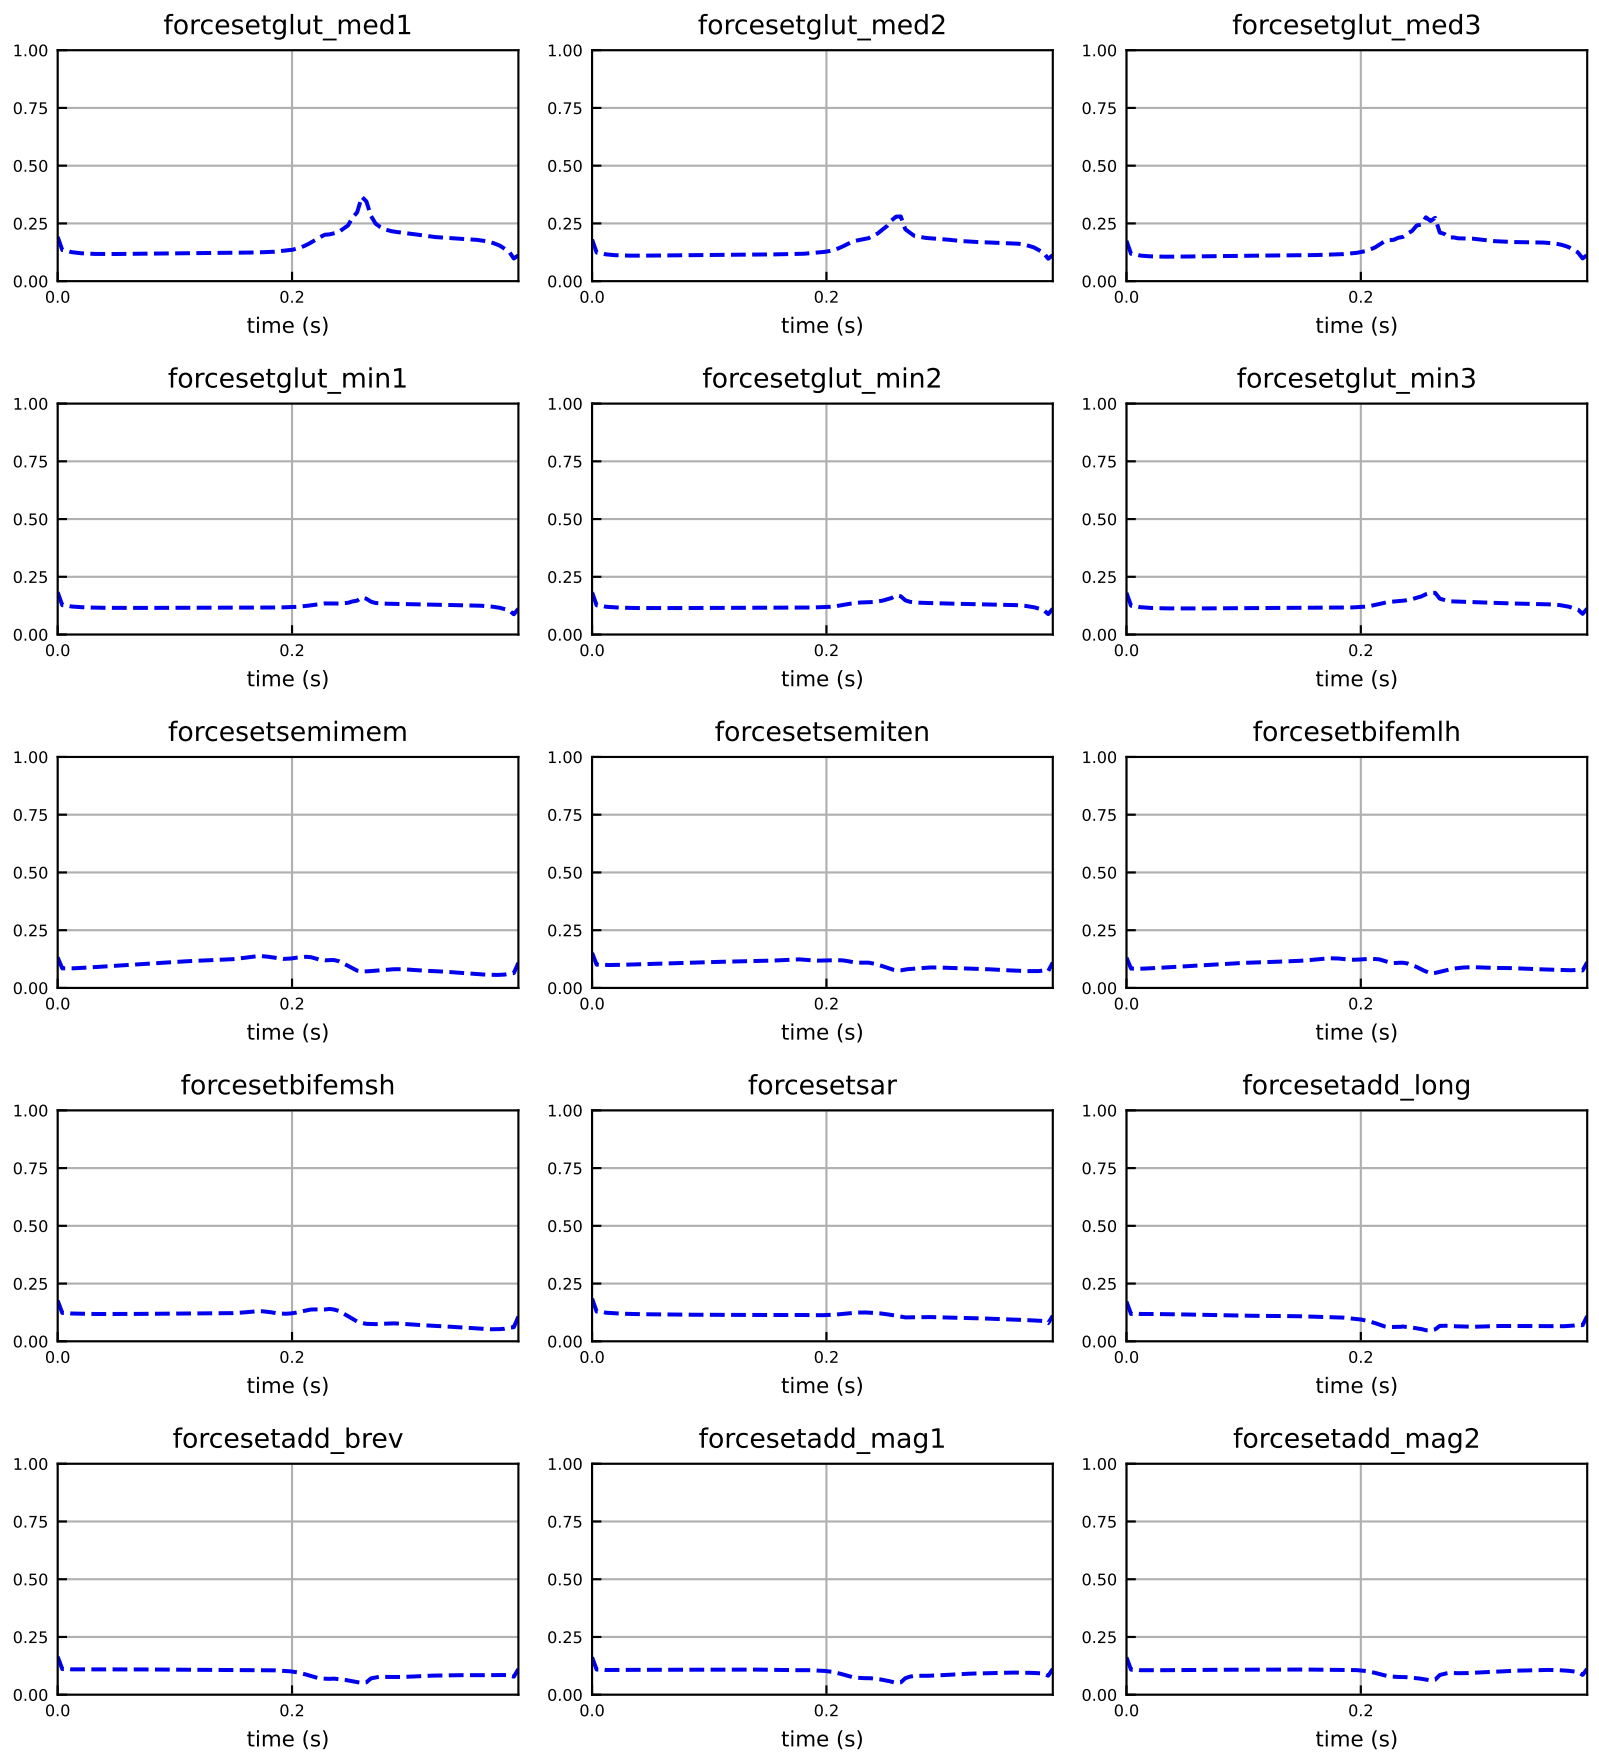 forcesetglut_med1 forcesetglut_med2 forcesetglut_med3
1.00 1.00 1.00
0.75 0.75 0.75
0.50 0.50 0.50
0.25 0.25 0.25
0.00 0.00 0.00
0.0 0.2 0.0 0.2 0.0 0.2
time (s) time (s) time (s)
forcesetglut_min1 forcesetglut_min2 forcesetglut_min3
1.00 1.00 1.00
0.75 0.75 0.75
0.50 0.50 0.50
0.25 0.25 0.25
0.00 0.00 0.00
0.0 0.2 0.0 0.2 0.0 0.2
time (s) time (s) time (s)
forcesetsemimem forcesetsemiten forcesetbifemlh
1.00 1.00 1.00
0.75 0.75 0.75
0.50 0.50 0.50
0.25 0.25 0.25
0.00 0.00 0.00
0.0 0.2 0.0 0.2 0.0 0.2
time (s) time (s) time (s)
forcesetbifemsh forcesetsar forcesetadd_long
1.00 1.00 1.00
0.75 0.75 0.75
0.50 0.50 0.50
0.25 0.25 0.25
0.00 0.00 0.00
0.0 0.2 0.0 0.2 0.0 0.2
time (s) time (s) time (s)
forcesetadd_brev forcesetadd_mag1 forcesetadd_mag2
1.00 1.00 1.00
0.75 0.75 0.75
0.50 0.50 0.50
0.25 0.25 0.25
0.00 0.00 0.00
0.0 0.2 0.0 0.2 0.0 0.2
time (s) time (s) time (s)